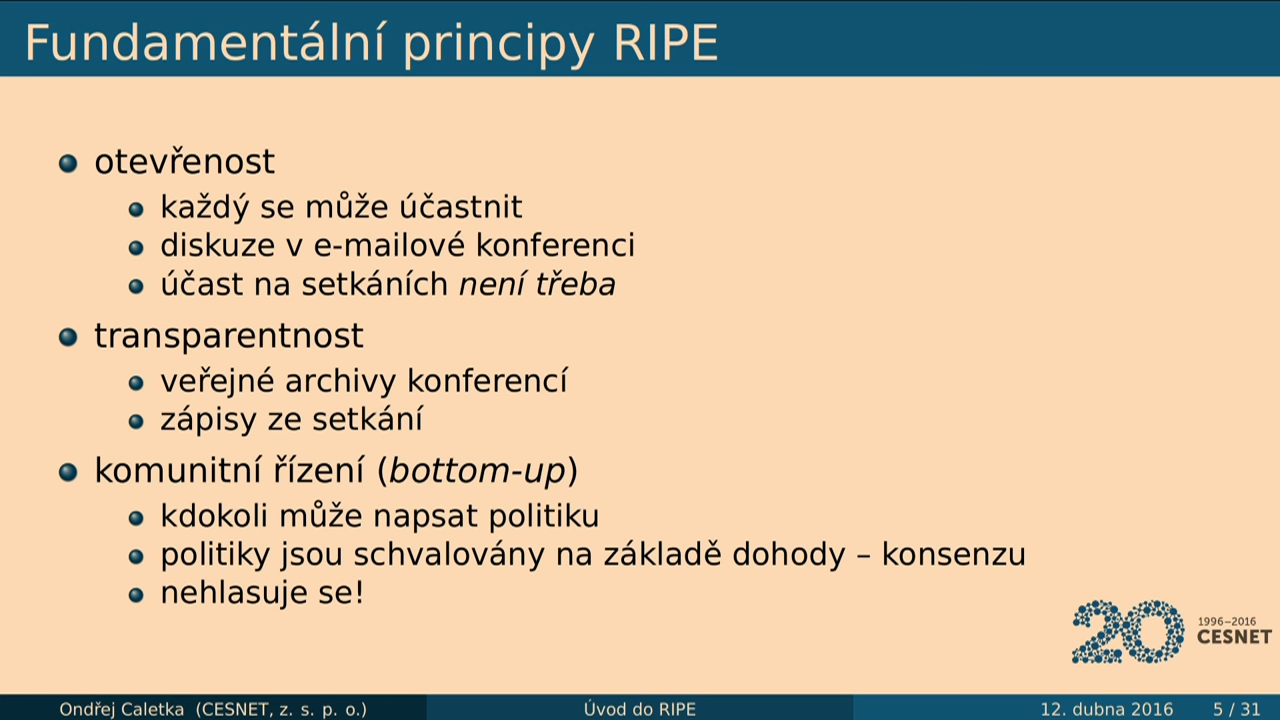 Fundamentální principy RIPE
otevřenost
každý se může účastnit
diskuze v e-mailové konferenci
účast na setkáních není třeba
transparentnost
veřejné archivy konferencí
zápisy ze setkání
komunitní řízení (bottom-up)
kdokoli může napsat politiku
politiky jsou schvalovány na základě dohody – konsenzu
nehlasuje se!
20
1996–2016
CESNET
Ondřej Caletka (CESNET, z. s. p. o.)
Úvod do RIPE
12. dubna 2016
5 / 31